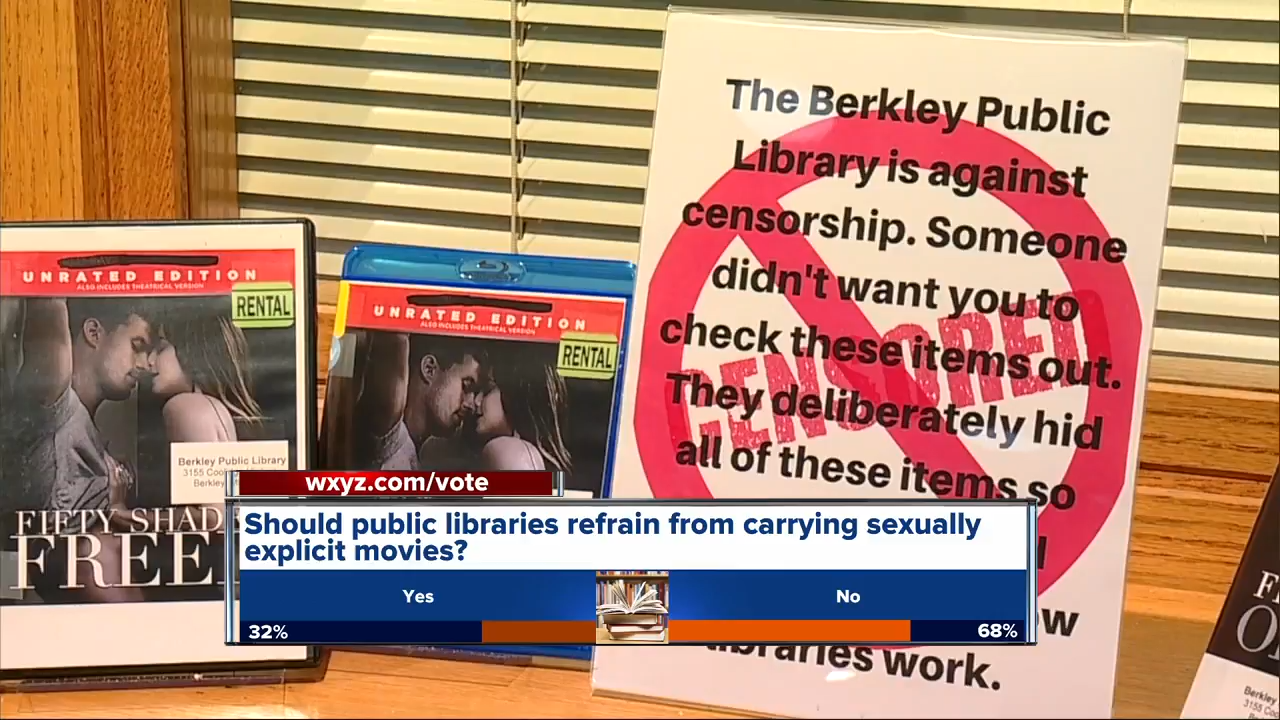 The Berkley Public
Library is against
censorship. Someone
didn't want you to
check these items out.
They deliberately hid
all of these items so
libraries work.
CENSORED
UNRATED EDITION
ALSO INCLUDES THEATRICAL VERSION
RENTAL
Berkley Public Library
3155
Berkley
FIFTY
FREE
UNRATED EDITION
ALSO INCLUDES THEATRICAL VERSION
RENTAL
Berkley
3155
wxyz.com/vote
Should public libraries refrain from carrying sexually
explicit movies?
Yes
No
32%
68%